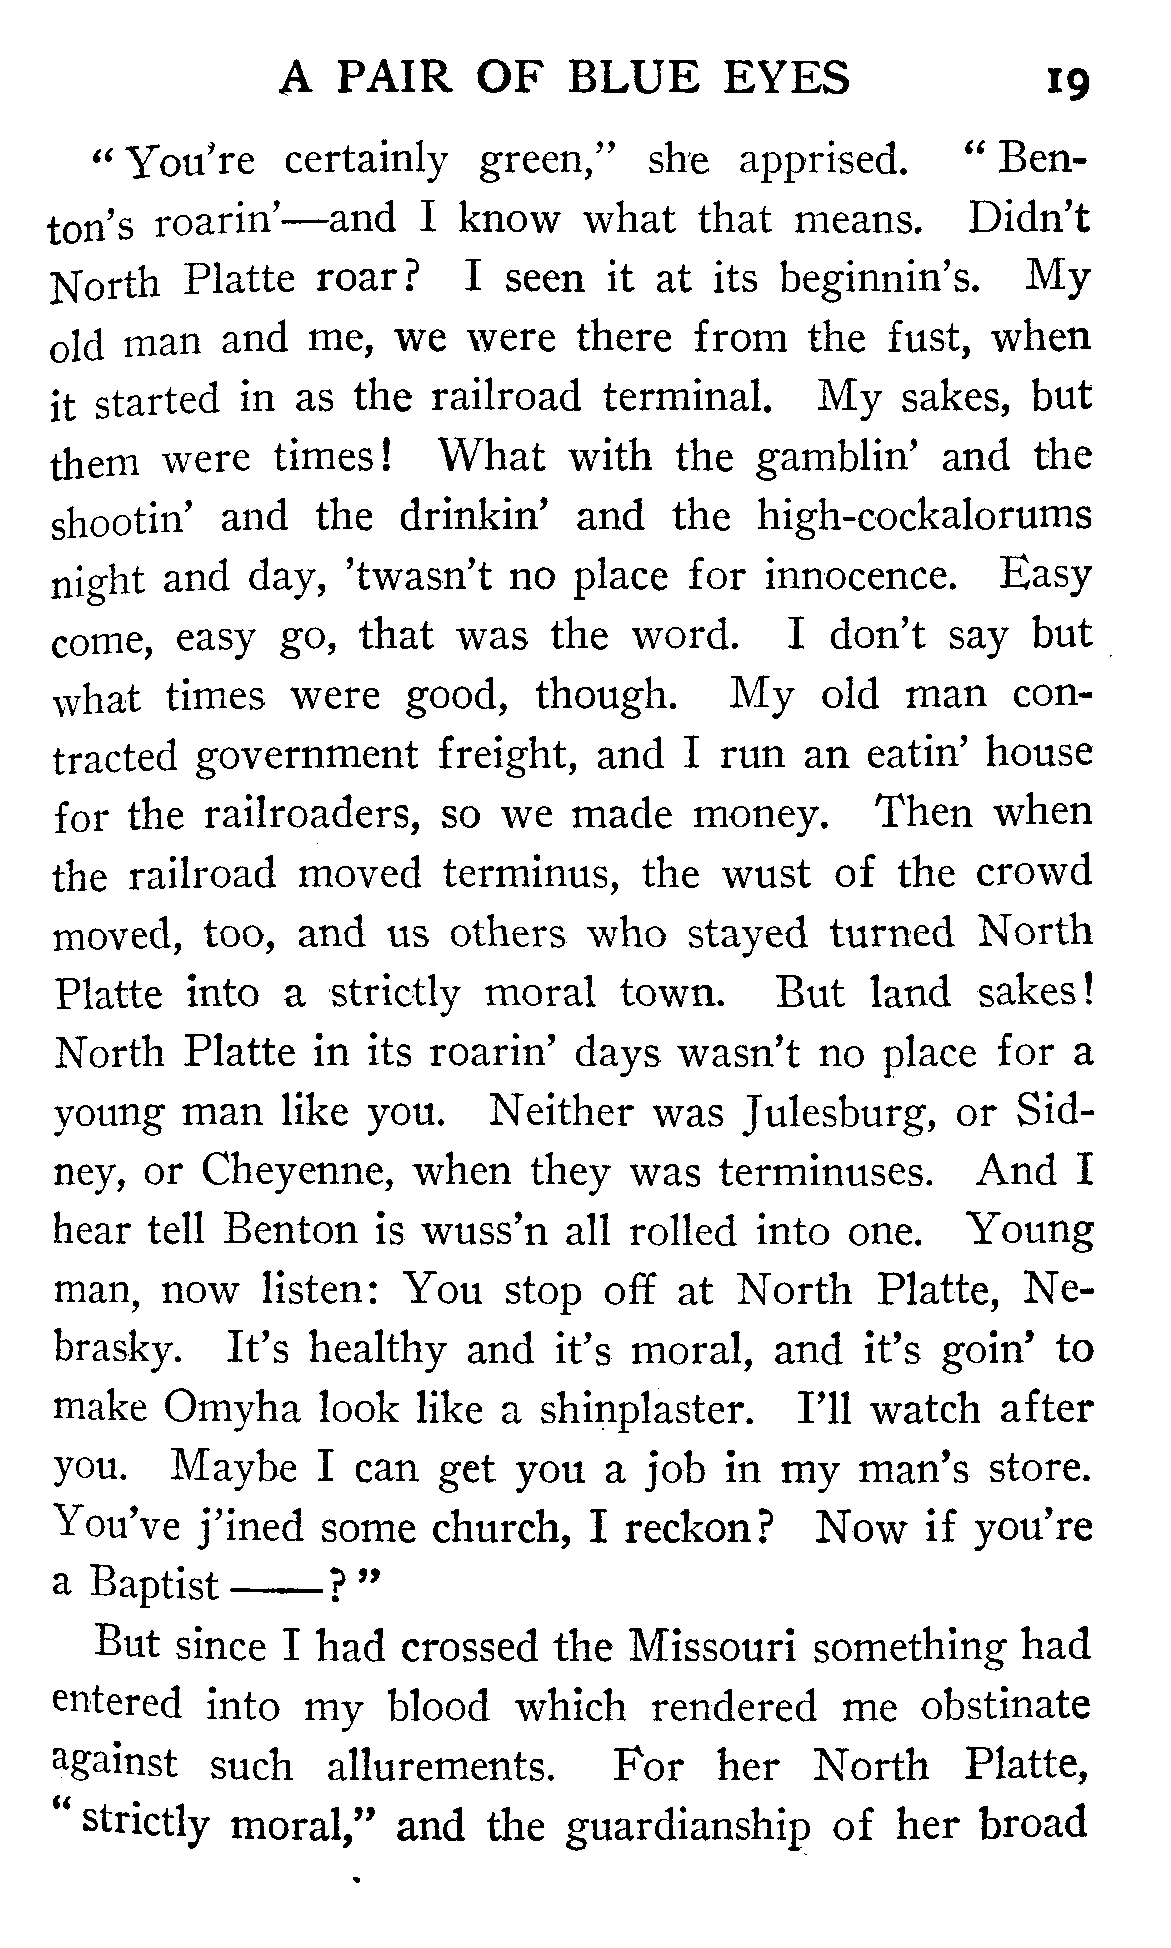 A PAIR OF BLUE EYES 19
“You're certainly green,” she apprised. “Ben-
ton's roarin'—and I know what that means. Didn't
North Platte roar? I seen it at its beginnin's. My
old man and me, we were there from the fust, when
it started in as the railroad terminal. My sakes, but
them were times! What with the gamblin' and the
shootin' and the drinkin' and the high-cockalorums
night and day, 'twasn't no place for innocence. Easy
come, easy go, that was the word. I don't say but
what times were good, though. My old man con-
tracted government freight, and I run an eatin' house
for the railroaders, so we made money. Then when
the railroad moved terminus, the wust of the crowd
moved, too, and us others who stayed turned North
Platte into a strictly moral town. But land sakes!
North Platte in its roarin' days wasn't no place for a
young man like you. Neither was Julesburg, or Sid-
ney, or Cheyenne, when they was terminuses. And I
hear tell Benton is wuss'n all rolled into one. Young
man, now listen: You stop off at North Platte, Ne-
brasky. It's healthy and it's moral, and it's goin' to
make Omyha look like a shinplaster. I'll watch after
you. Maybe I can get you a job in my man's store.
You've j'ined some church, I reckon? Now if you're
a Baptist ——?”
But since I had crossed the Missouri something had
entered into my blood which rendered me obstinate
against such allurements. For her North Platte,
“strictly moral,” and the guardianship of her broad